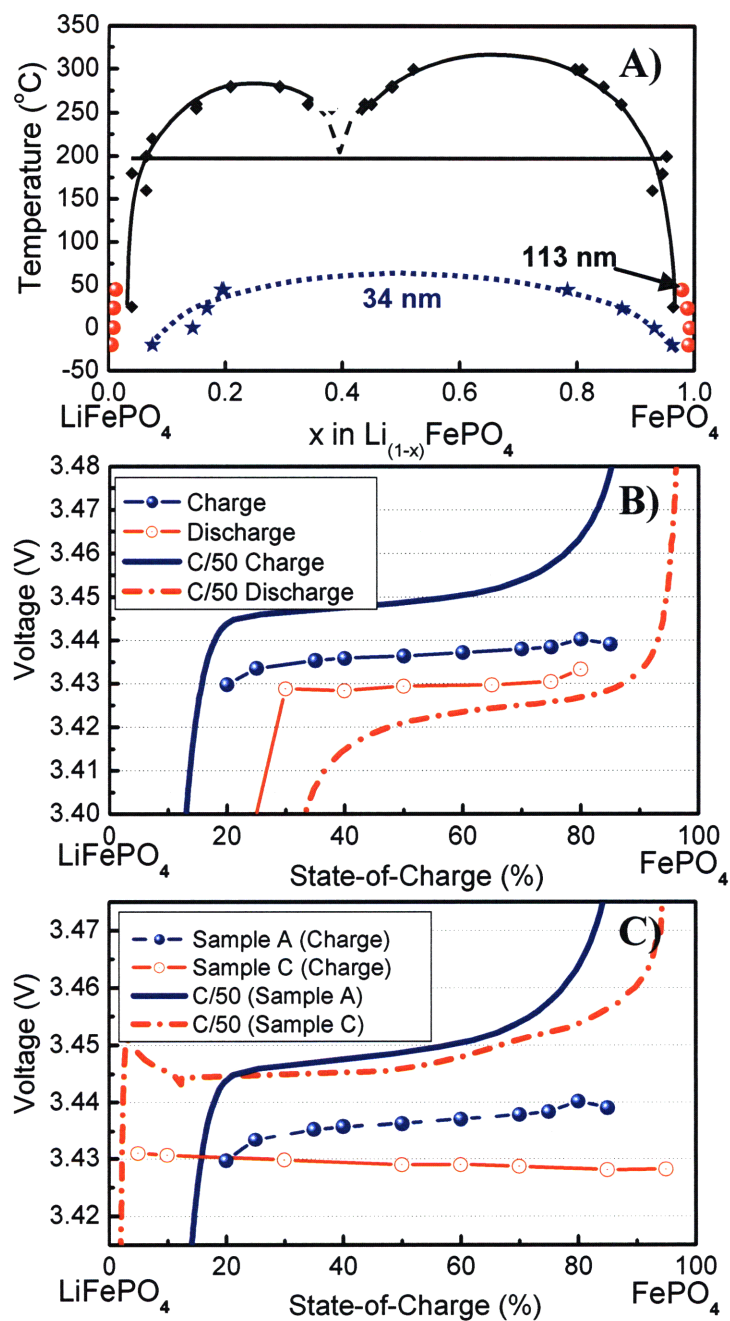 A)
Temperature (°C)
350
300
250
200
150
100
50
0
-50
113 nm
34 nm
0.0 0.2 0.4 0.6 0.8 1.0
LiFePO4 x in Li(1-x)FePO4 FePO4
B)
Voltage (V)
3.48
3.47
3.46
3.45
3.44
3.43
3.42
3.41
3.40
Charge
Discharge
C/50 Charge
C/50 Discharge
0 20 40 60 80 100
LiFePO4 State-of-Charge (%) FePO4
C)
Voltage (V)
3.47
3.46
3.45
3.44
3.43
3.42
Sample A (Charge)
Sample C (Charge)
C/50 (Sample A)
C/50 (Sample C)
0 20 40 60 80 100
LiFePO4 State-of-Charge (%) FePO4